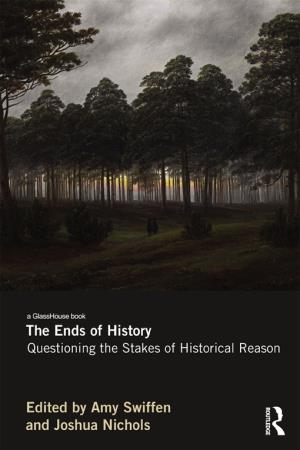 a GlassHouse book
The Ends of History
Questioning the Stakes of Historical Reason
Edited by Amy Swiffen
and Joshua Nichols
ROUTLEDGE